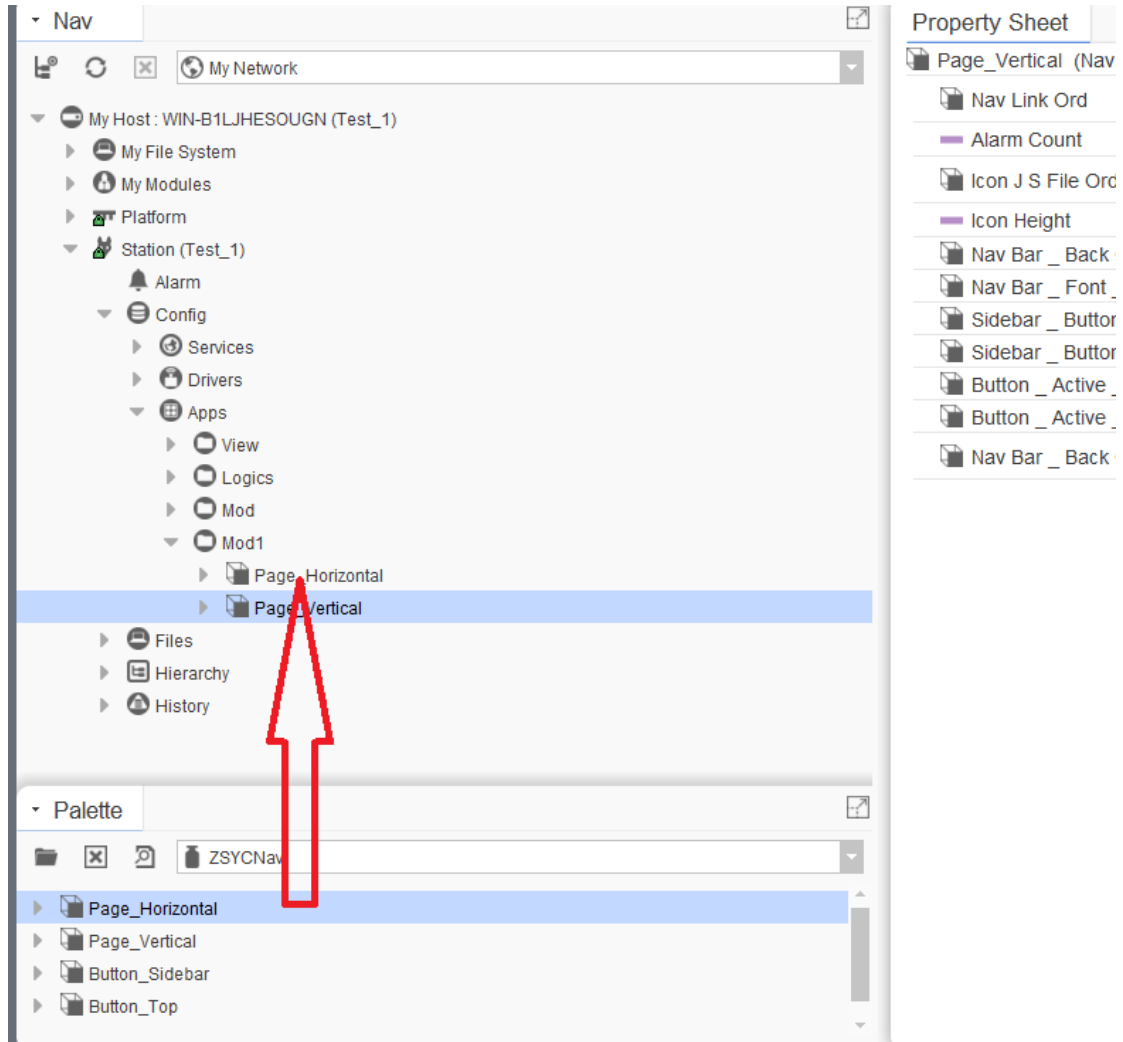 Nav
My Network
My Host : WIN-B1LJHESOUGN (Test_1)
My File System
My Modules
Platform
Station (Test_1)
Alarm
Config
Services
Drivers
Apps
View
Logics
Mod
Mod1
Page_Horizontal
Page_Vertical
Files
Hierarchy
History
Palette
ZSYCNav
Page_Horizontal
Page_Vertical
Button_Sidebar
Button_Top
Property Sheet
Page_Vertical (Nav
Nav Link Ord
Alarm Count
Icon J S File Ord
Icon Height
Nav Bar _ Back
Nav Bar _ Font _
Sidebar _ Button
Sidebar _ Button
Button _ Active _
Button _ Active _
Nav Bar _ Back